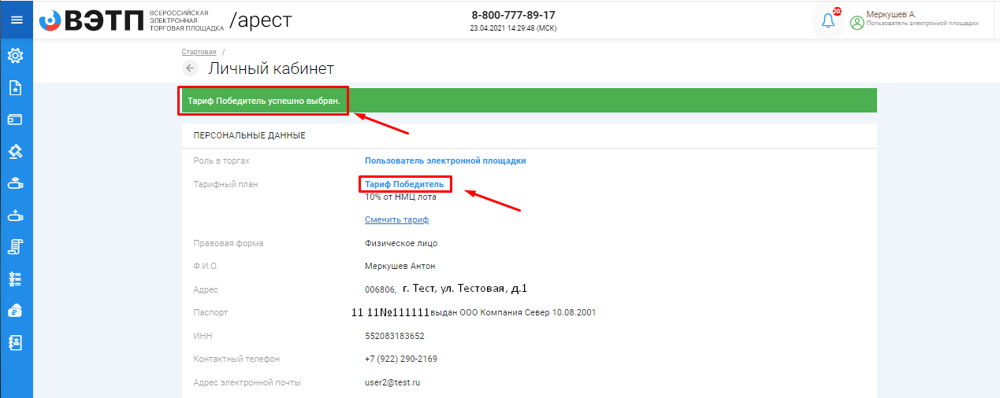 ВЭТП
ВСЕРОССИЙСКАЯ
ЭЛЕКТРОННАЯ
ТОРГОВАЯ ПЛОЩАДКА
/арест
8-800-777-89-17
23.04.2021 14:29:48 (МСК)
Меркушев А.
Пользователь электронной площадки
Стартовая /
Личный кабинет
Тариф Победитель успешно выбран.
ПЕРСОНАЛЬНЫЕ ДАННЫЕ
Роль в торгах Пользователь электронной площадки
Тарифный план Тариф Победитель
10% от НМЦ лота
Сменить тариф
Правовая форма Физическое лицо
Ф.И.О. Меркушев Антон
Адрес 006806, г. Тест, ул. Тестовая, д.1
Паспорт 11 11№111111выдан ООО Компания Север 10.08.2001
ИНН 552083183652
Контактный телефон +7 (922) 290-2169
Адрес электронной почты user2@test.ru